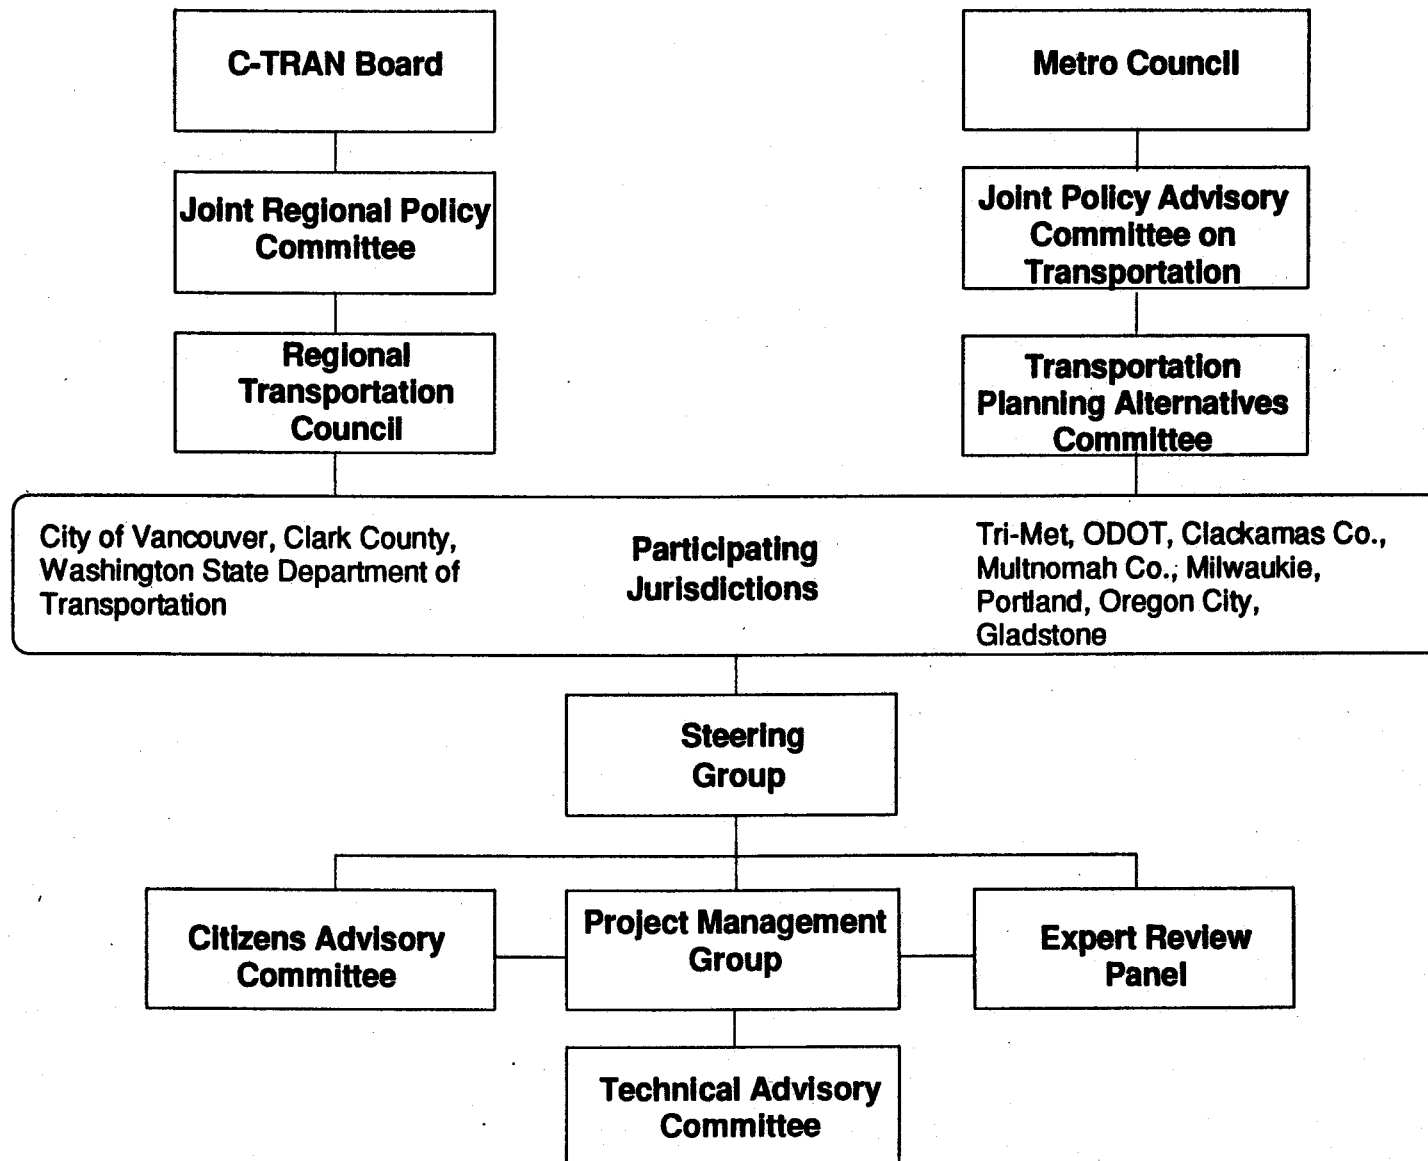 C-TRAN Board
Metro Council
Joint Regional Policy
Committee
Joint Policy Advisory
Committee on
Transportation
Regional
Transportation
Council
Transportation
Planning Alternatives
Committee
City of Vancouver, Clark County,
Washington State Department of
Transportation
Participating
Jurisdictions
Tri-Met, ODOT, Clackamas Co.,
Multnomah Co., Milwaukie,
Portland, Oregon City,
Gladstone
Steering
Group
Citizens Advisory
Committee
Project Management
Group
Expert Review
Panel
Technical Advisory
Committee